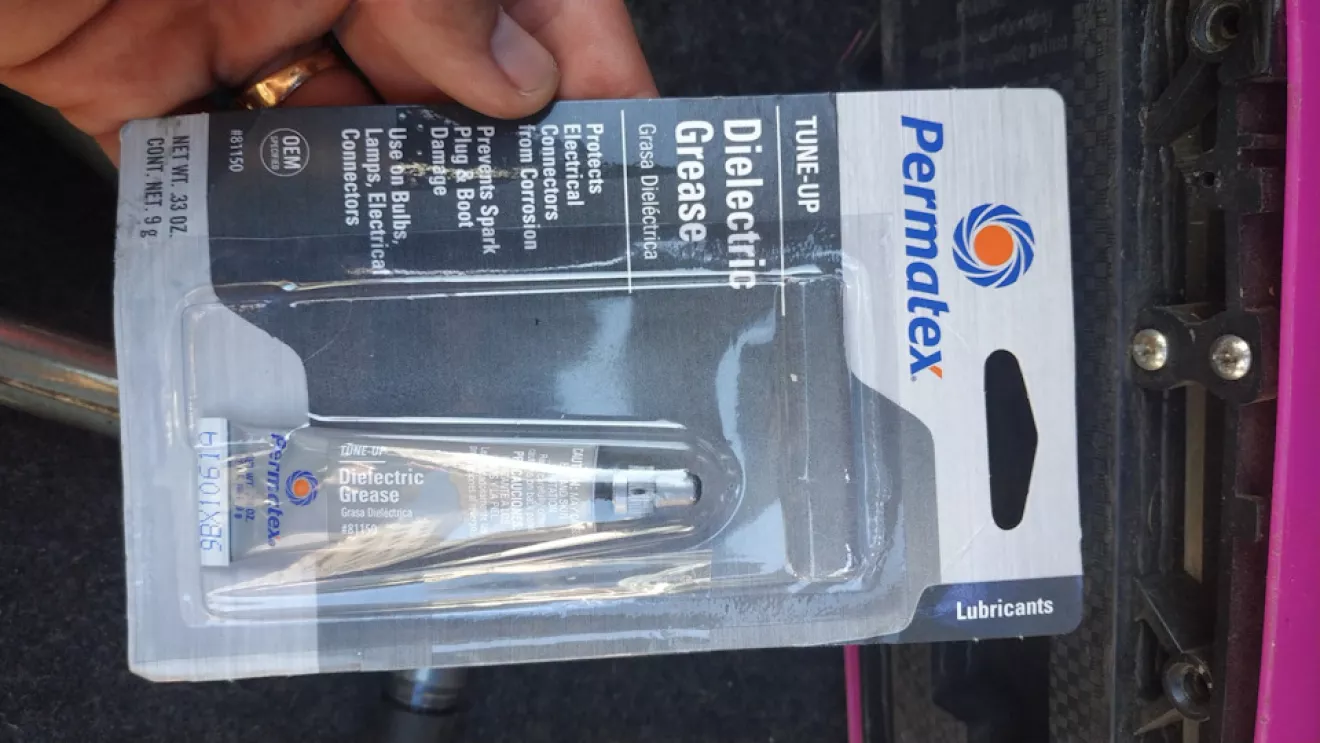 Permatex
TUNE-UP
Dielectric
Grease
Grasa Dieléctrica
Protects
Electrical
Connectors
from Corrosion
Prevents Spark
Plug & Boot
Damage
Use on Bulbs,
Lamps, Electrical
Connectors
OEM
SPECIFIED
#81150
NET WT. .33 OZ.
CONT. NET. 9 g
Lubricants
Permatex
TUNE-UP
Dielectric
Grease
Grasa Dieléctrica
#81150